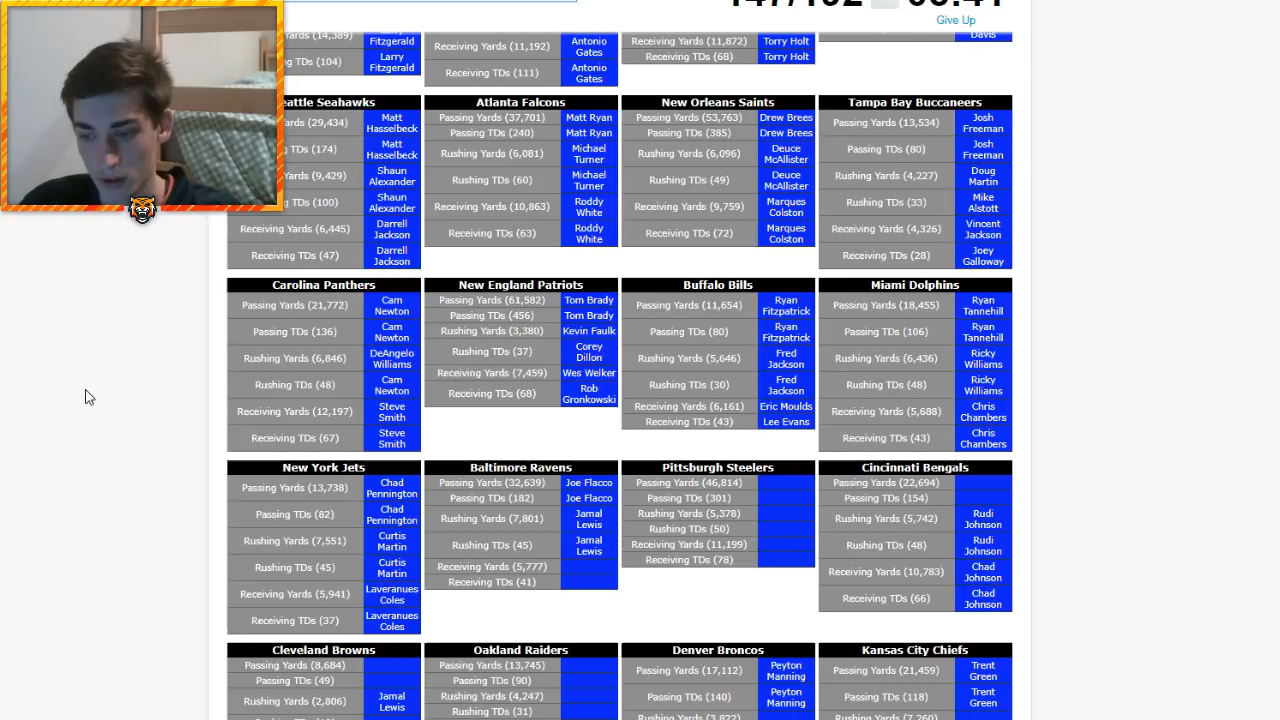 Give Up
(14,389)
Fitzgerald
TDs (104)
Larry
Fitzgerald
Receiving Yards (11,192)
Antonio
Gates
Receiving TDs (111)
Antonio
Gates
Receiving Yards (11,872)
Torry Holt
Receiving TDs (68)
Torry Holt
Davis
Seattle Seahawks
Yards (29,434)
Matt
Hasselbeck
TDs (174)
Matt
Hasselbeck
Yards (9,429)
Shaun
Alexander
TDs (100)
Shaun
Alexander
Receiving Yards (6,445)
Darrell
Jackson
Receiving TDs (47)
Darrell
Jackson
Atlanta Falcons
Passing Yards (37,701)
Matt Ryan
Passing TDs (240)
Matt Ryan
Rushing Yards (6,081)
Michael
Turner
Rushing TDs (60)
Michael
Turner
Receiving Yards (10,863)
Roddy
White
Receiving TDs (63)
Roddy
White
New Orleans Saints
Passing Yards (53,763)
Drew Brees
Passing TDs (385)
Drew Brees
Rushing Yards (6,096)
Deuce
McAllister
Rushing TDs (49)
Deuce
McAllister
Receiving Yards (9,759)
Marques
Colston
Receiving TDs (72)
Marques
Colston
Tampa Bay Buccaneers
Passing Yards (13,534)
Josh
Freeman
Passing TDs (80)
Josh
Freeman
Rushing Yards (4,227)
Doug
Martin
Rushing TDs (33)
Mike
Alstott
Receiving Yards (4,326)
Vincent
Jackson
Receiving TDs (28)
Joey
Galloway
Carolina Panthers
Passing Yards (21,772)
Cam
Newton
Passing TDs (136)
Cam
Newton
Rushing Yards (6,846)
DeAngelo
Williams
Rushing TDs (48)
Cam
Newton
Receiving Yards (12,197)
Steve
Smith
Receiving TDs (67)
Steve
Smith
New England Patriots
Passing Yards (61,582)
Tom Brady
Passing TDs (456)
Tom Brady
Rushing Yards (3,380)
Kevin Faulk
Rushing TDs (37)
Corey
Dillon
Receiving Yards (7,459)
Wes Welker
Receiving TDs (68)
Rob
Gronkowski
Buffalo Bills
Passing Yards (11,654)
Ryan
Fitzpatrick
Passing TDs (80)
Ryan
Fitzpatrick
Rushing Yards (5,646)
Fred
Jackson
Rushing TDs (30)
Fred
Jackson
Receiving Yards (6,161)
Eric Moulds
Receiving TDs (43)
Lee Evans
Miami Dolphins
Passing Yards (18,455)
Ryan
Tannehill
Passing TDs (106)
Ryan
Tannehill
Rushing Yards (6,436)
Ricky
Williams
Rushing TDs (48)
Ricky
Williams
Receiving Yards (5,688)
Chris
Chambers
Receiving TDs (43)
Chris
Chambers
New York Jets
Passing Yards (13,738)
Chad
Pennington
Passing TDs (82)
Chad
Pennington
Rushing Yards (7,551)
Curtis
Martin
Rushing TDs (45)
Curtis
Martin
Receiving Yards (5,941)
Laveranues
Coles
Receiving TDs (37)
Laveranues
Coles
Baltimore Ravens
Passing Yards (32,639)
Joe Flacco
Passing TDs (182)
Joe Flacco
Rushing Yards (7,801)
Jamal
Lewis
Rushing TDs (45)
Jamal
Lewis
Receiving Yards (5,777)
Receiving TDs (41)
Pittsburgh Steelers
Passing Yards (46,814)
Passing TDs (301)
Rushing Yards (5,378)
Rushing TDs (50)
Receiving Yards (11,199)
Receiving TDs (78)
Cincinnati Bengals
Passing Yards (22,694)
Passing TDs (154)
Rushing Yards (5,742)
Rudi
Johnson
Rushing TDs (48)
Rudi
Johnson
Receiving Yards (10,783)
Chad
Johnson
Receiving TDs (66)
Chad
Johnson
Cleveland Browns
Passing Yards (8,684)
Passing TDs (49)
Rushing Yards (2,806)
Jamal
Lewis
Oakland Raiders
Passing Yards (13,745)
Passing TDs (90)
Rushing Yards (4,247)
Rushing TDs (31)
Denver Broncos
Passing Yards (17,112)
Peyton
Manning
Passing TDs (140)
Peyton
Manning
Rushing Yards (3,822)
Kansas City Chiefs
Passing Yards (21,459)
Trent
Green
Passing TDs (118)
Trent
Green
Rushing Yards (7,260)